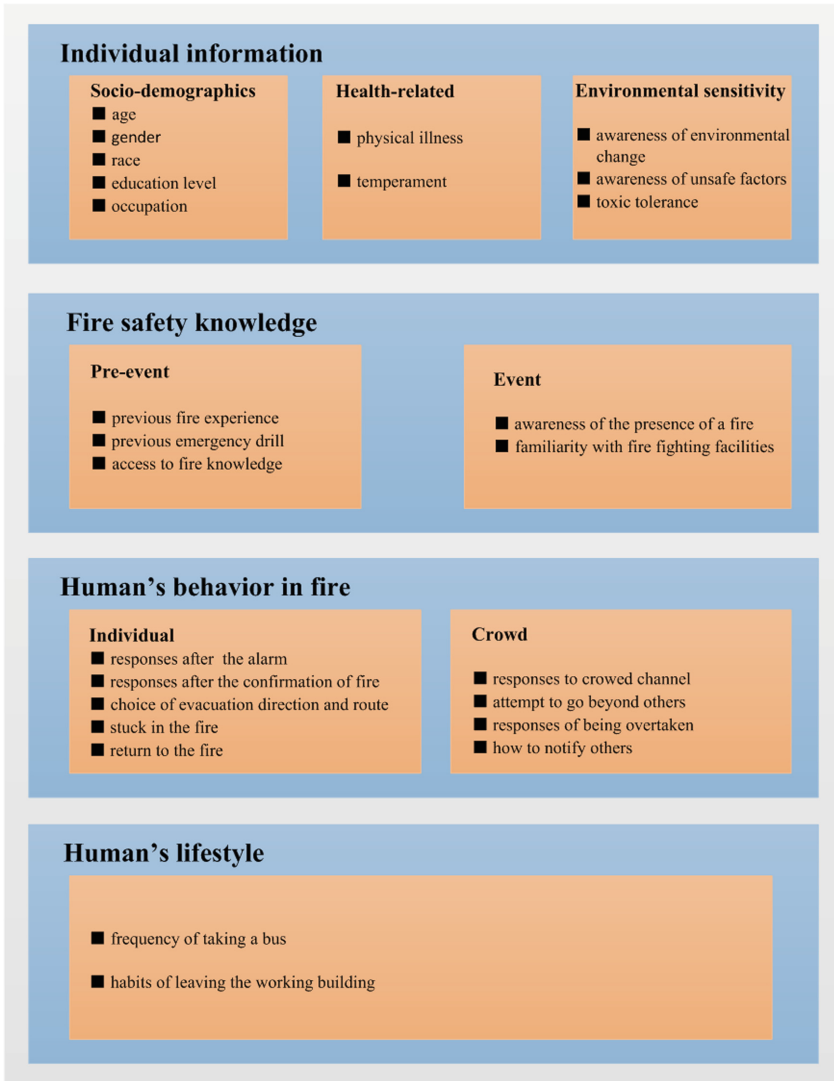 Individual information
Socio-demographics
■ age
■ gender
■ race
■ education level
■ occupation
Health-related
■ physical illness
■ temperament
Environmental sensitivity
■ awareness of environmental
change
■ awareness of unsafe factors
■ toxic tolerance
Fire safety knowledge
Pre-event
■ previous fire experience
■ previous emergency drill
■ access to fire knowledge
Event
■ awareness of the presence of a fire
■ familiarity with fire fighting facilities
Human’s behavior in fire
Individual
■ responses after the alarm
■ responses after the confirmation of fire
■ choice of evacuation direction and route
■ stuck in the fire
■ return to the fire
Crowd
■ responses to crowed channel
■ attempt to go beyond others
■ responses of being overtaken
■ how to notify others
Human’s lifestyle
■ frequency of taking a bus
■ habits of leaving the working building